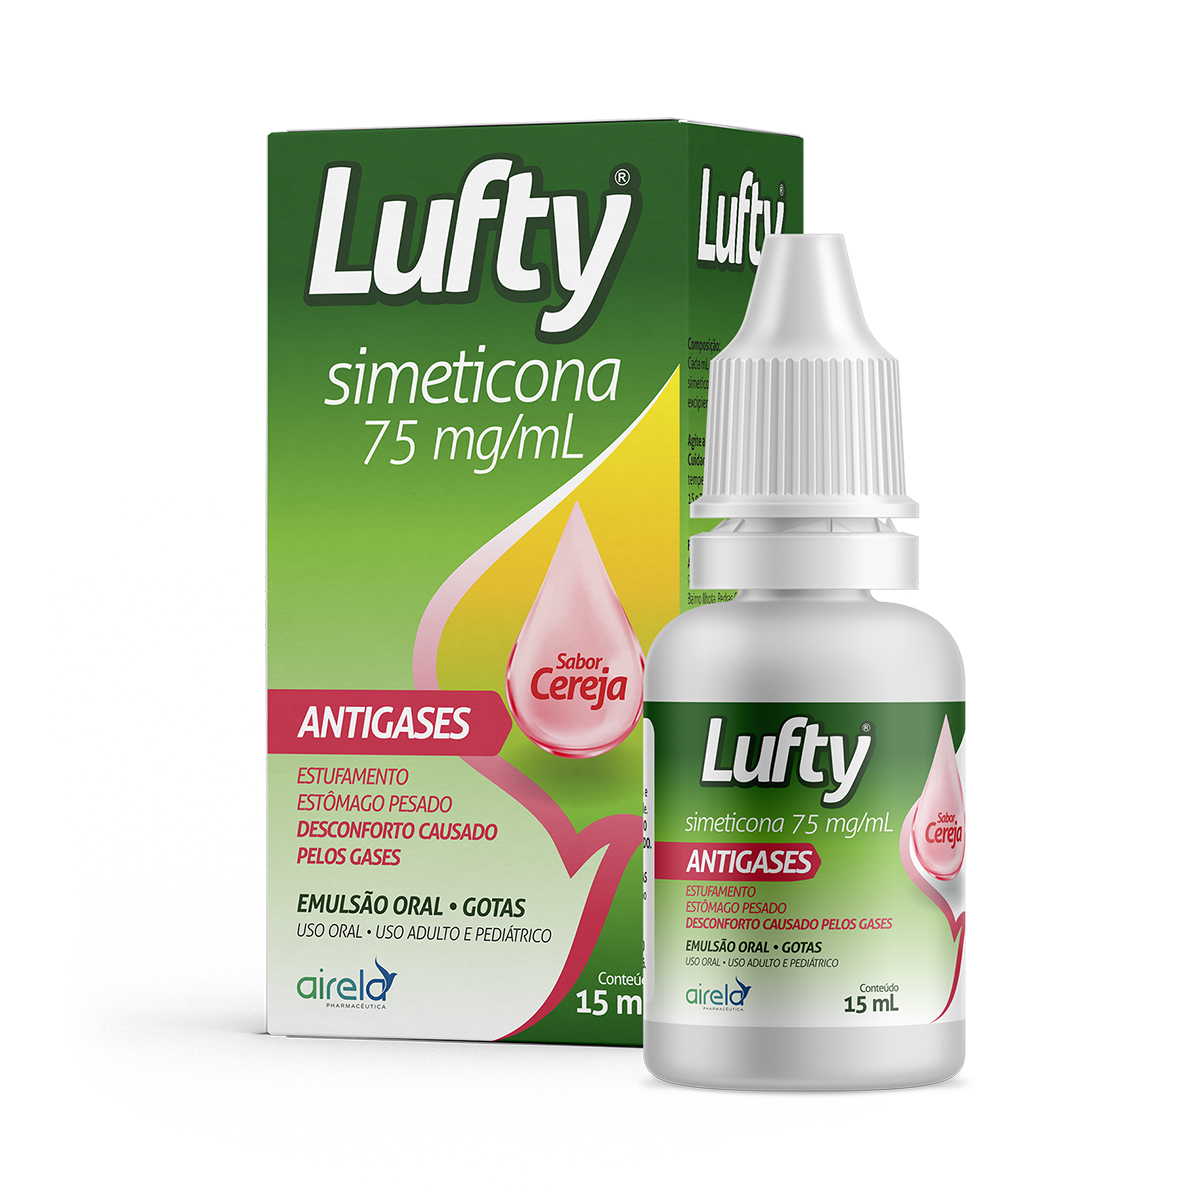 Lufty®
simeticona
75 mg/mL
Sabor
Cereja
ANTIGASES
ESTUFAMENTO
ESTÔMAGO PESADO
DESCONFORTO CAUSADO
PELOS GASES
EMULSÃO ORAL • GOTAS
USO ORAL • USO ADULTO E PEDIÁTRICO
airela
PHARMACÊUTICA
15 m
Lufty
Composição:
Cada mL
Lufty®
simeticona 75 mg/mL
Sabor
Cereja
ANTIGASES
ESTUFAMENTO
ESTÔMAGO PESADO
DESCONFORTO CAUSADO PELOS GASES
EMULSÃO ORAL • GOTAS
USO ORAL • USO ADULTO E PEDIÁTRICO
airela
PHARMACÊUTICA
Conteúdo
15 mL